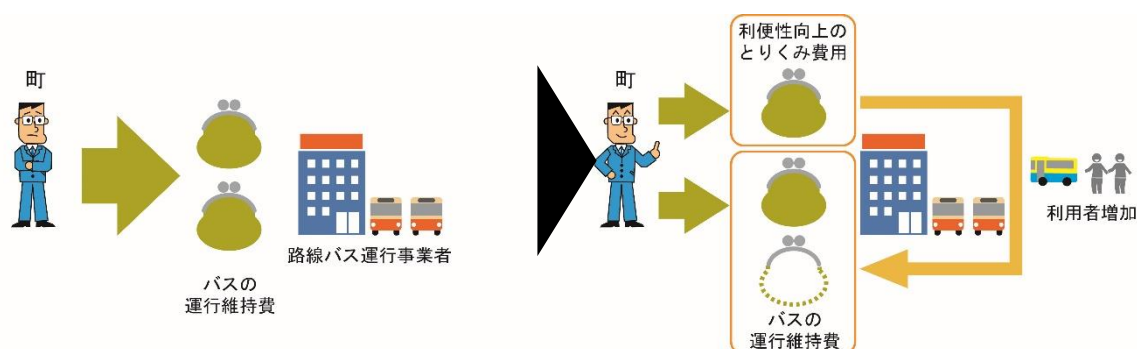 町
バスの
運行維持費
路線バス運行事業者
町
利便性向上の
とりくみ費用
バスの
運行維持費
利用者増加